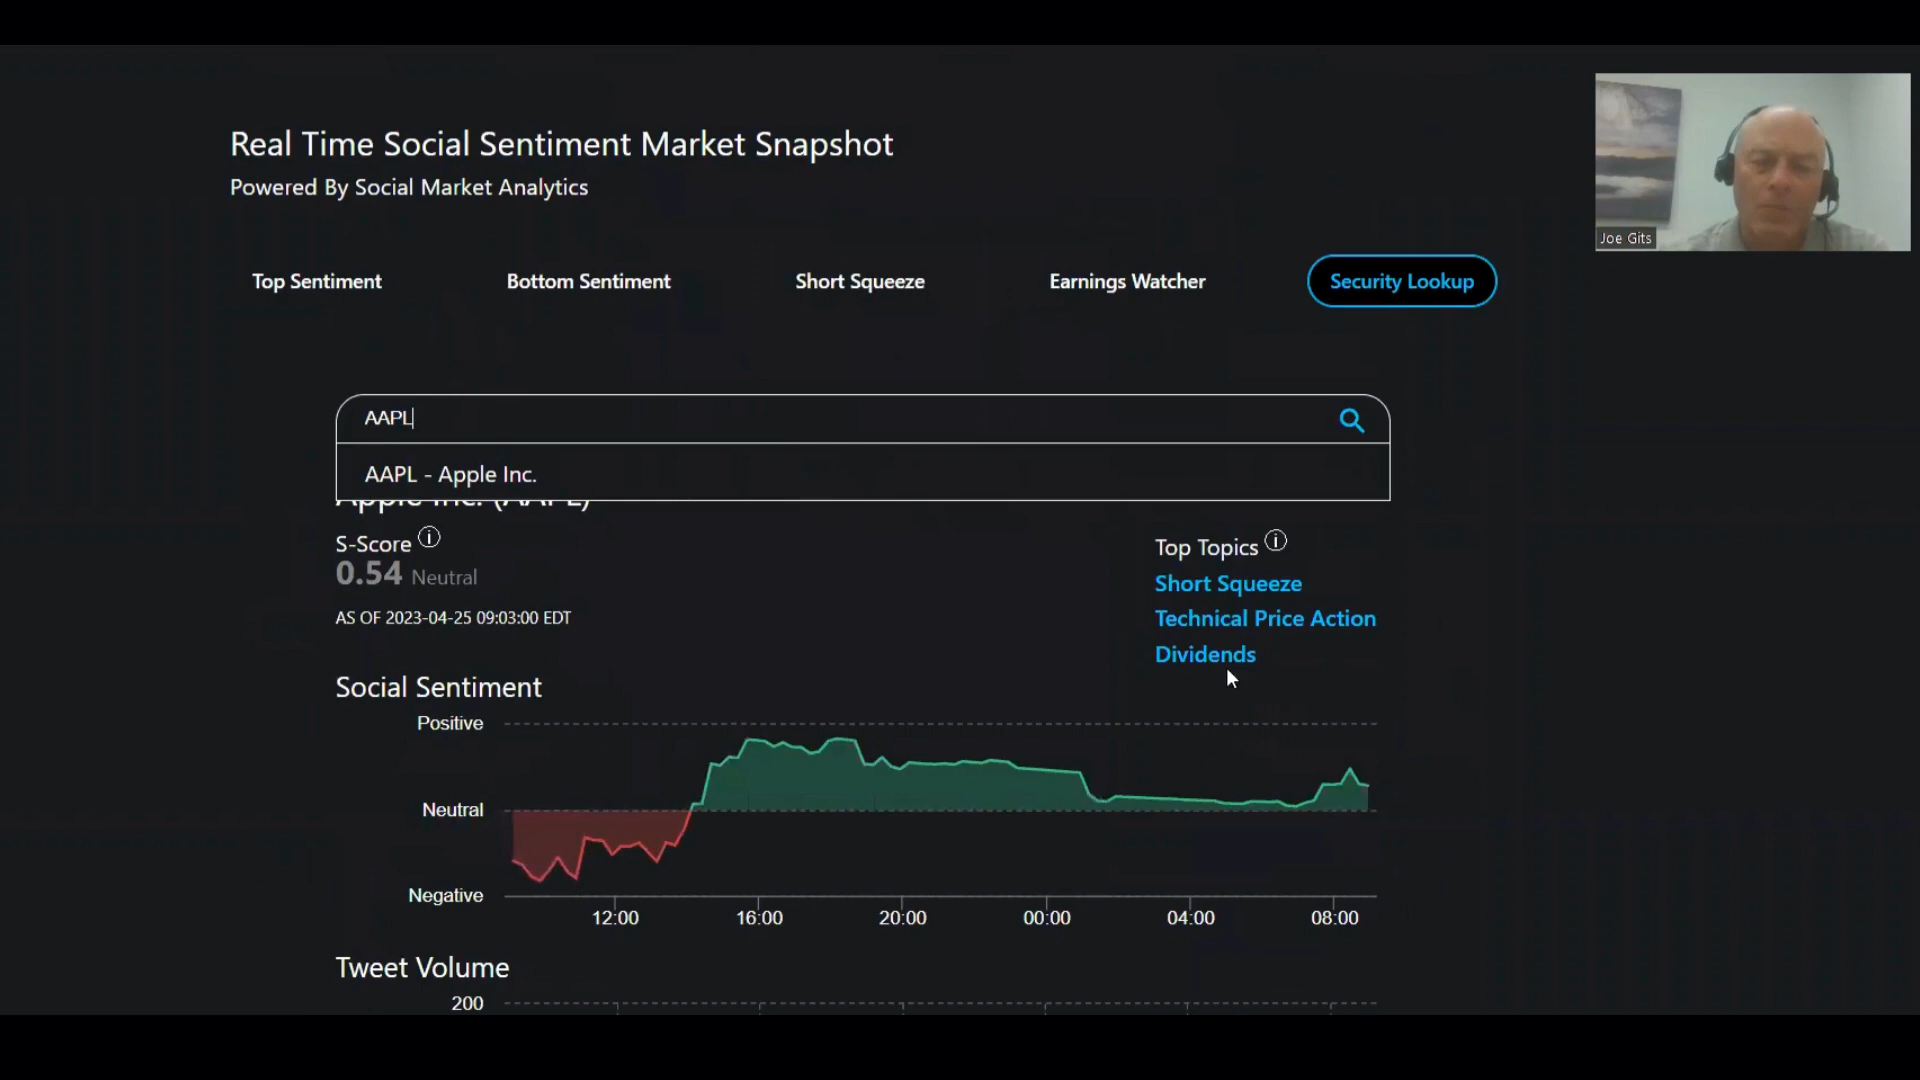 Real Time Social Sentiment Market Snapshot
Powered By Social Market Analytics
Joe Gits
Top Sentiment
Bottom Sentiment
Short Squeeze
Earnings Watcher
Security Lookup
AAPL
AAPL - Apple Inc.
Apple Inc. (AAPL)
S-Score
0.54 Neutral
AS OF 2023-04-25 09:03:00 EDT
Top Topics
Short Squeeze
Technical Price Action
Dividends
Social Sentiment
Positive
Neutral
Negative
12:00 16:00 20:00 00:00 04:00 08:00
Tweet Volume
200